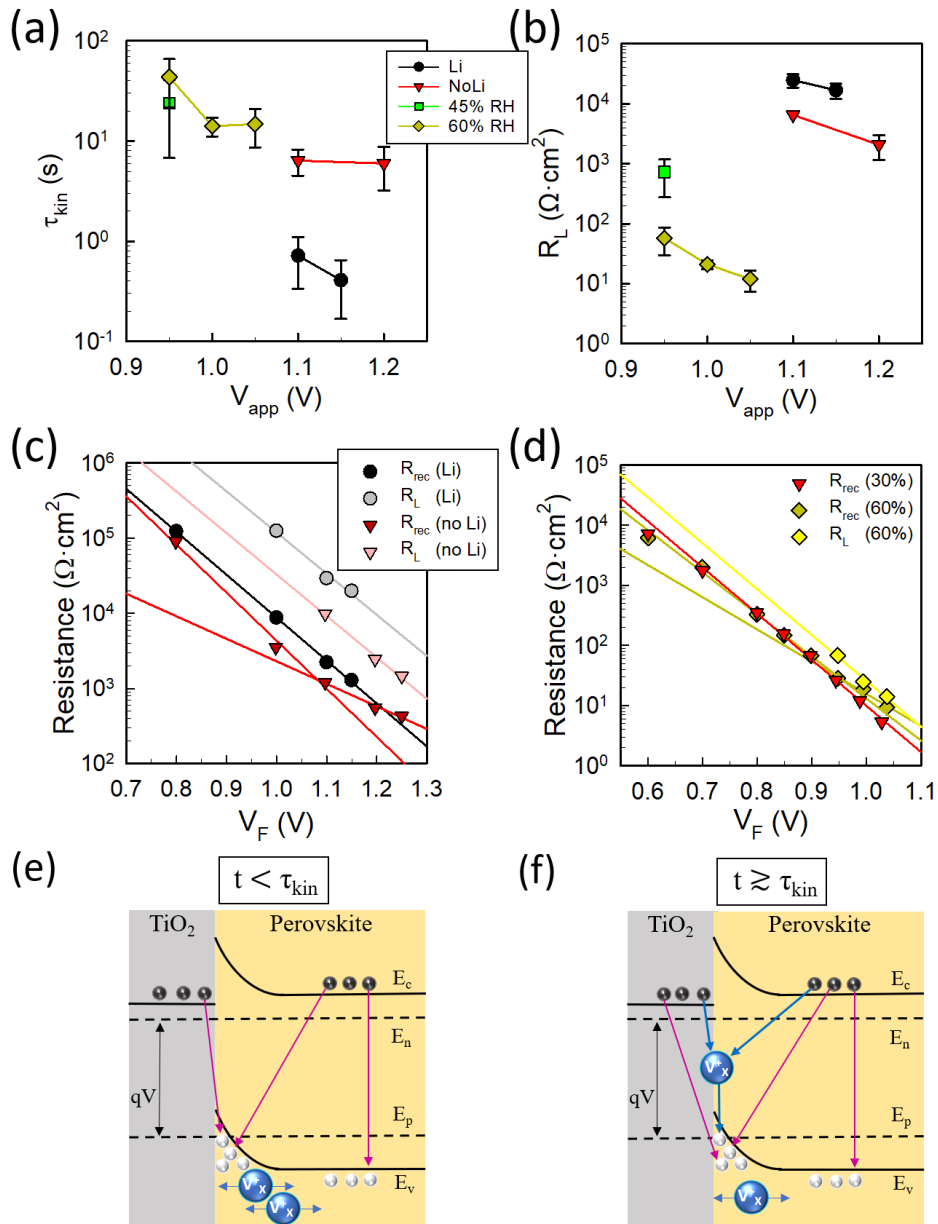 (a)
10²
10¹
10⁰
10⁻¹
τkin (s)
0.9 1.0 1.1 1.2
Vapp (V)
Li
NoLi
45% RH
60% RH
(b)
10⁵
10⁴
10³
10²
10¹
10⁰
RL (Ω·cm²)
0.9 1.0 1.1 1.2
Vapp (V)
(c)
10⁶
10⁵
10⁴
10³
10²
Resistance (Ω·cm²)
0.7 0.8 0.9 1.0 1.1 1.2 1.3
VF (V)
Rrec (Li)
RL (Li)
Rrec (no Li)
RL (no Li)
(d)
10⁵
10⁴
10³
10²
10¹
10⁰
Resistance (Ω·cm²)
0.6 0.7 0.8 0.9 1.0 1.1
VF (V)
Rrec (30%)
Rrec (60%)
RL (60%)
(e)
t < τkin
TiO₂ Perovskite
Ec
En
qV
Ep
Ev
V⁺x
V⁺x
(f)
t ≳ τkin
TiO₂ Perovskite
Ec
En
V⁺x
qV
Ep
Ev
V⁺x